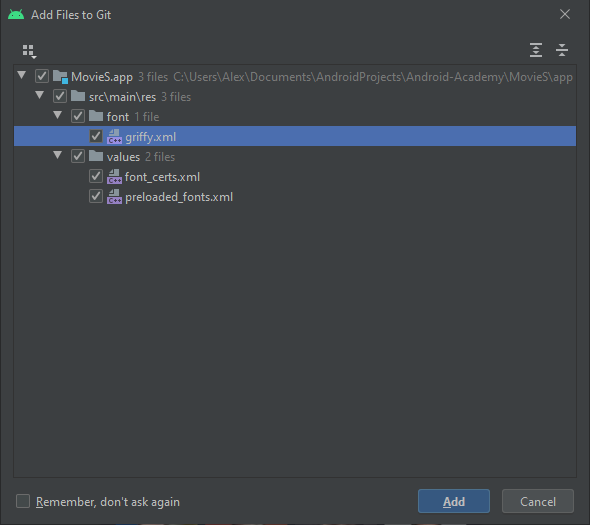 Add Files to Git
MovieS.app 3 files C:\Users\Alex\Documents\AndroidProjects\Android-Academy\MovieS\app
src\main\res 3 files
font 1 file
C++ griffy.xml
values 2 files
C++ font_certs.xml
C++ preloaded_fonts.xml
Remember, don't ask again
Add
Cancel